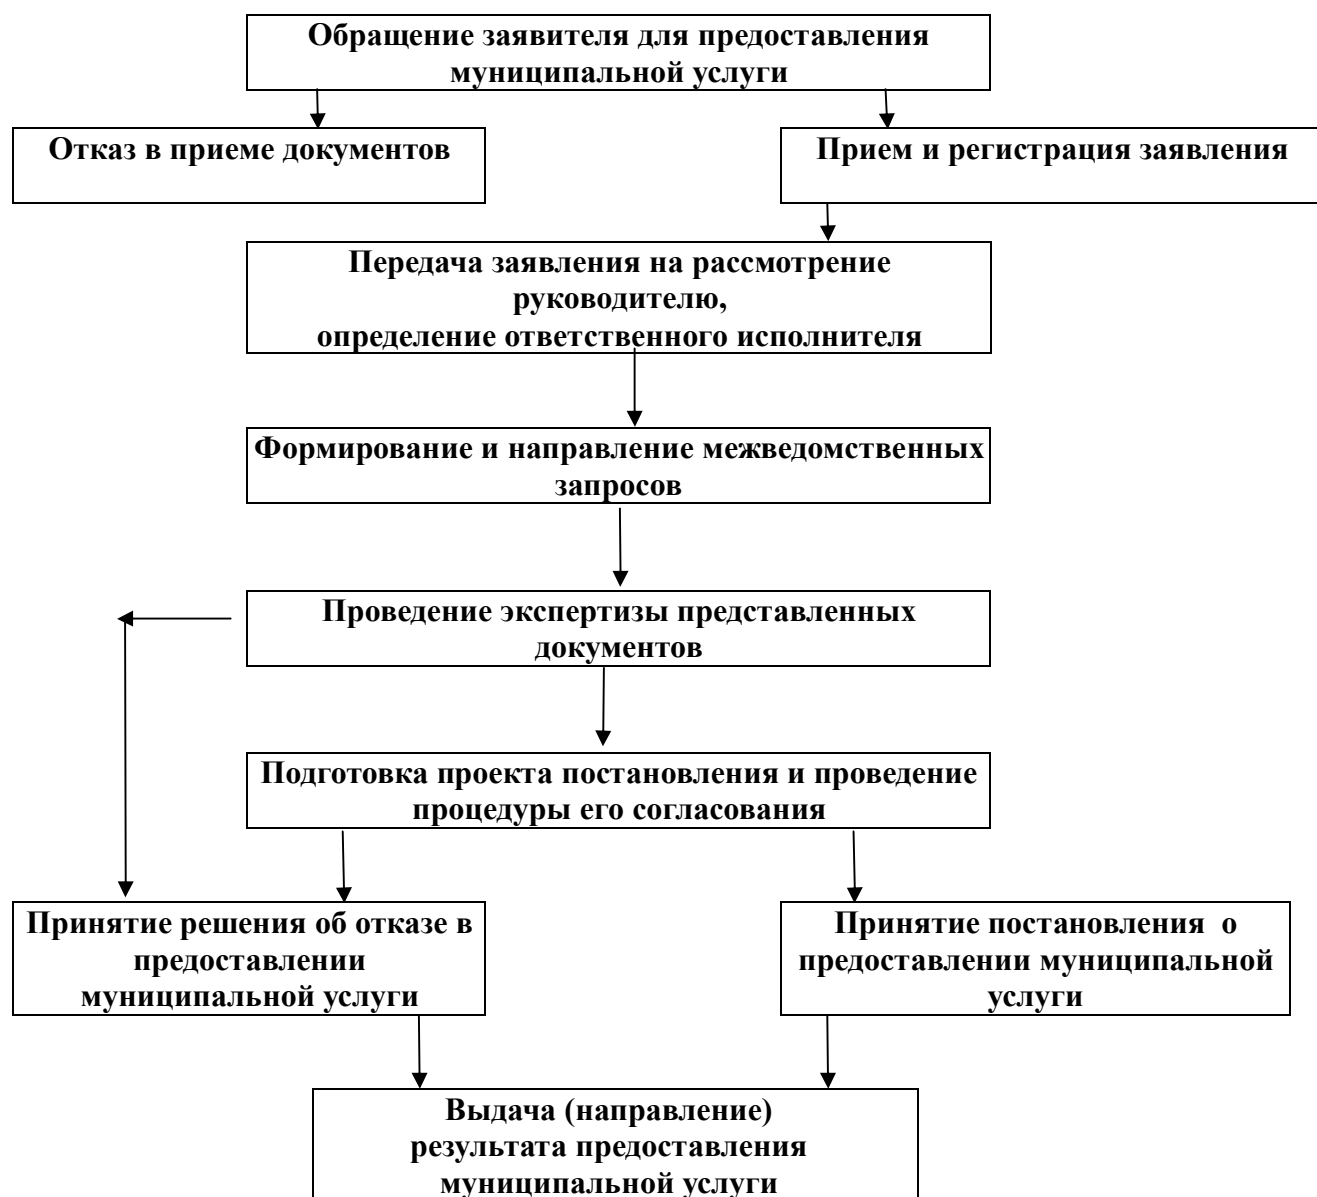 Обращение заявителя для предоставления
муниципальной услуги
Отказ в приеме документов
Прием и регистрация заявления
Передача заявления на рассмотрение
руководителю,
определение ответственного исполнителя
Формирование и направление межведомственных
запросов
Проведение экспертизы представленных
документов
Подготовка проекта постановления и проведение
процедуры его согласования
Принятие решения об отказе в
предоставлении
муниципальной услуги
Принятие постановления о
предоставлении муниципальной
услуги
Выдача (направление)
результата предоставления
муниципальной услуги